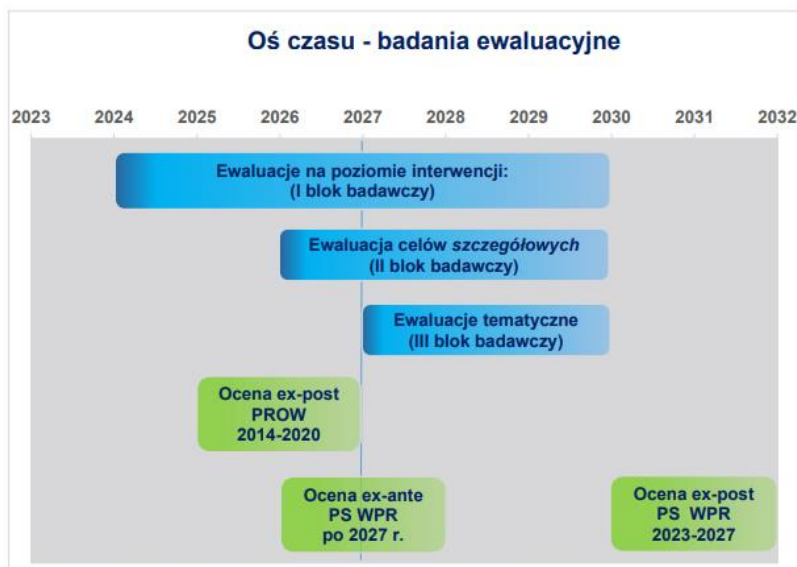 Oś czasu - badania ewaluacyjne
2023 2024 2025 2026 2027 2028 2029 2030 2031 2032
Ewaluacje na poziomie interwencji:
(I blok badawczy)
Ewaluacja celów szczegółowych
(II blok badawczy)
Ewaluacje tematyczne
(III blok badawczy)
Ocena ex-post
PROW
2014-2020
Ocena ex-ante
PS WPR
po 2027 r.
Ocena ex-post
PS WPR
2023-2027